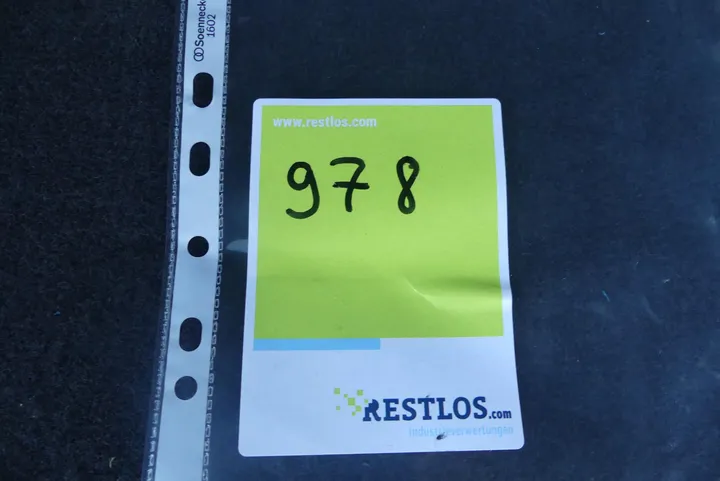 Soennecken
1602
www.restlos.com
978
RESTLOS.com
industrieverwertungen